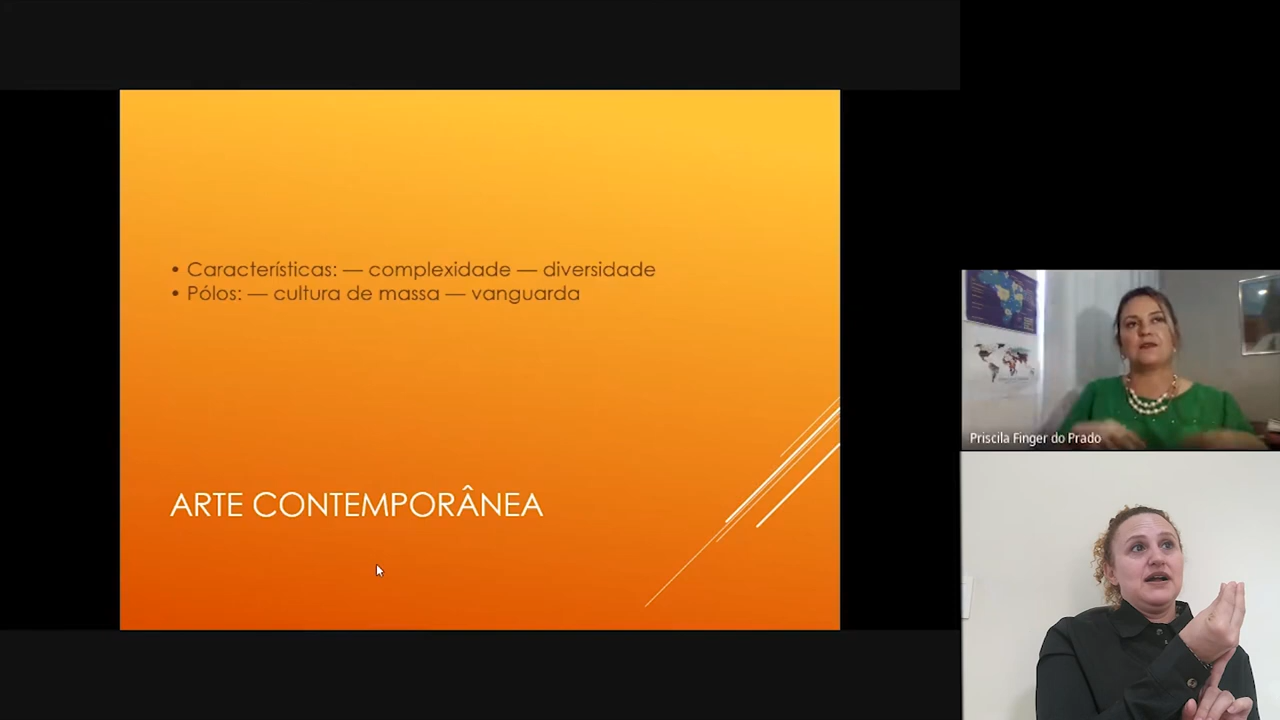 • Características: — complexidade — diversidade
• Pólos: — cultura de massa — vanguarda
ARTE CONTEMPORÂNEA
Priscila Finger do Prado